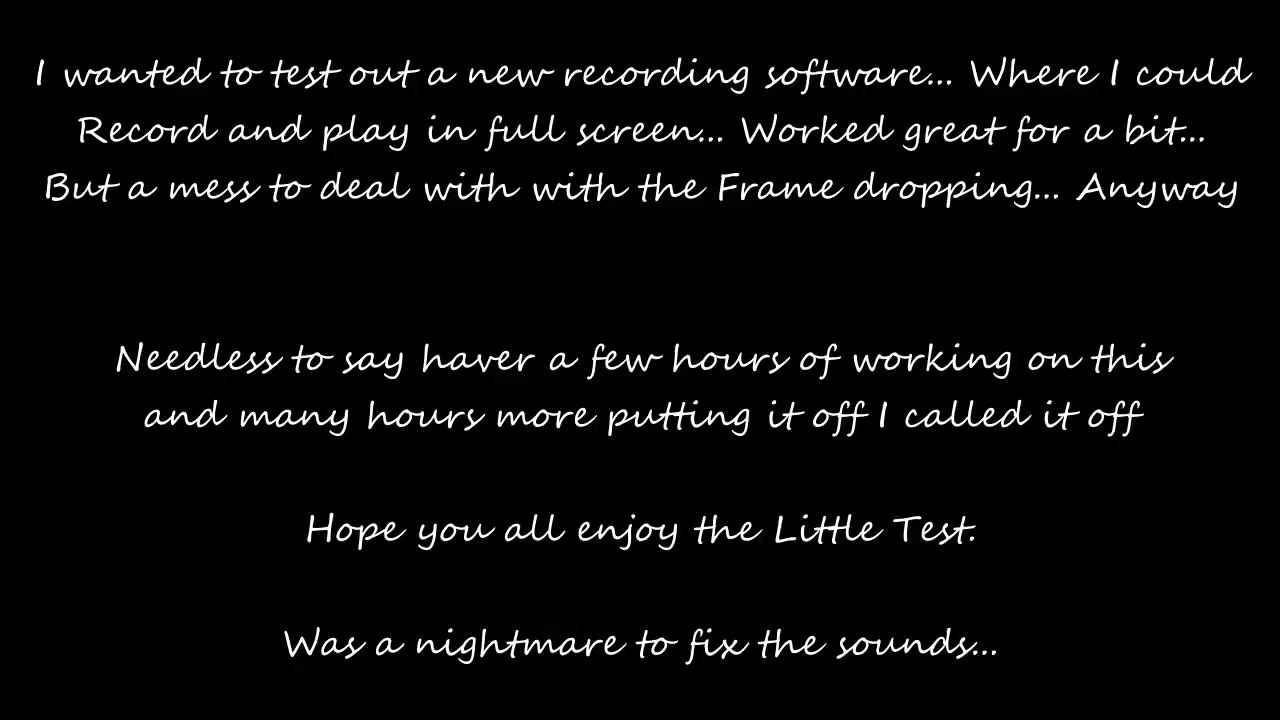 I wanted to test out a new recording software... Where I could
Record and play in full screen... Worked great for a bit...
But a mess to deal with with the Frame dropping... Anyway
Needless to say haver a few hours of working on this
and many hours more putting it off I called it off
Hope you all enjoy the Little Test.
Was a nightmare to fix the sounds...